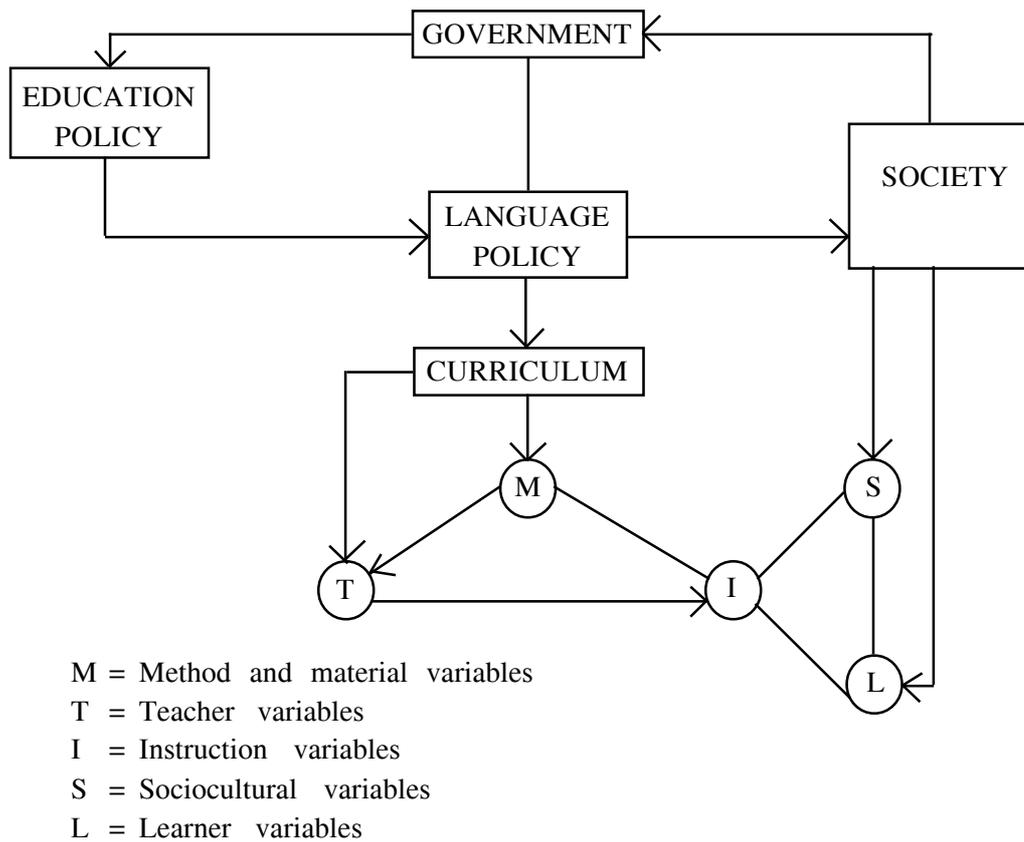 GOVERNMENT
EDUCATION
POLICY
SOCIETY
LANGUAGE
POLICY
CURRICULUM
M
S
T
I
L
M = Method and material variables
T = Teacher variables
I = Instruction variables
S = Sociocultural variables
L = Learner variables